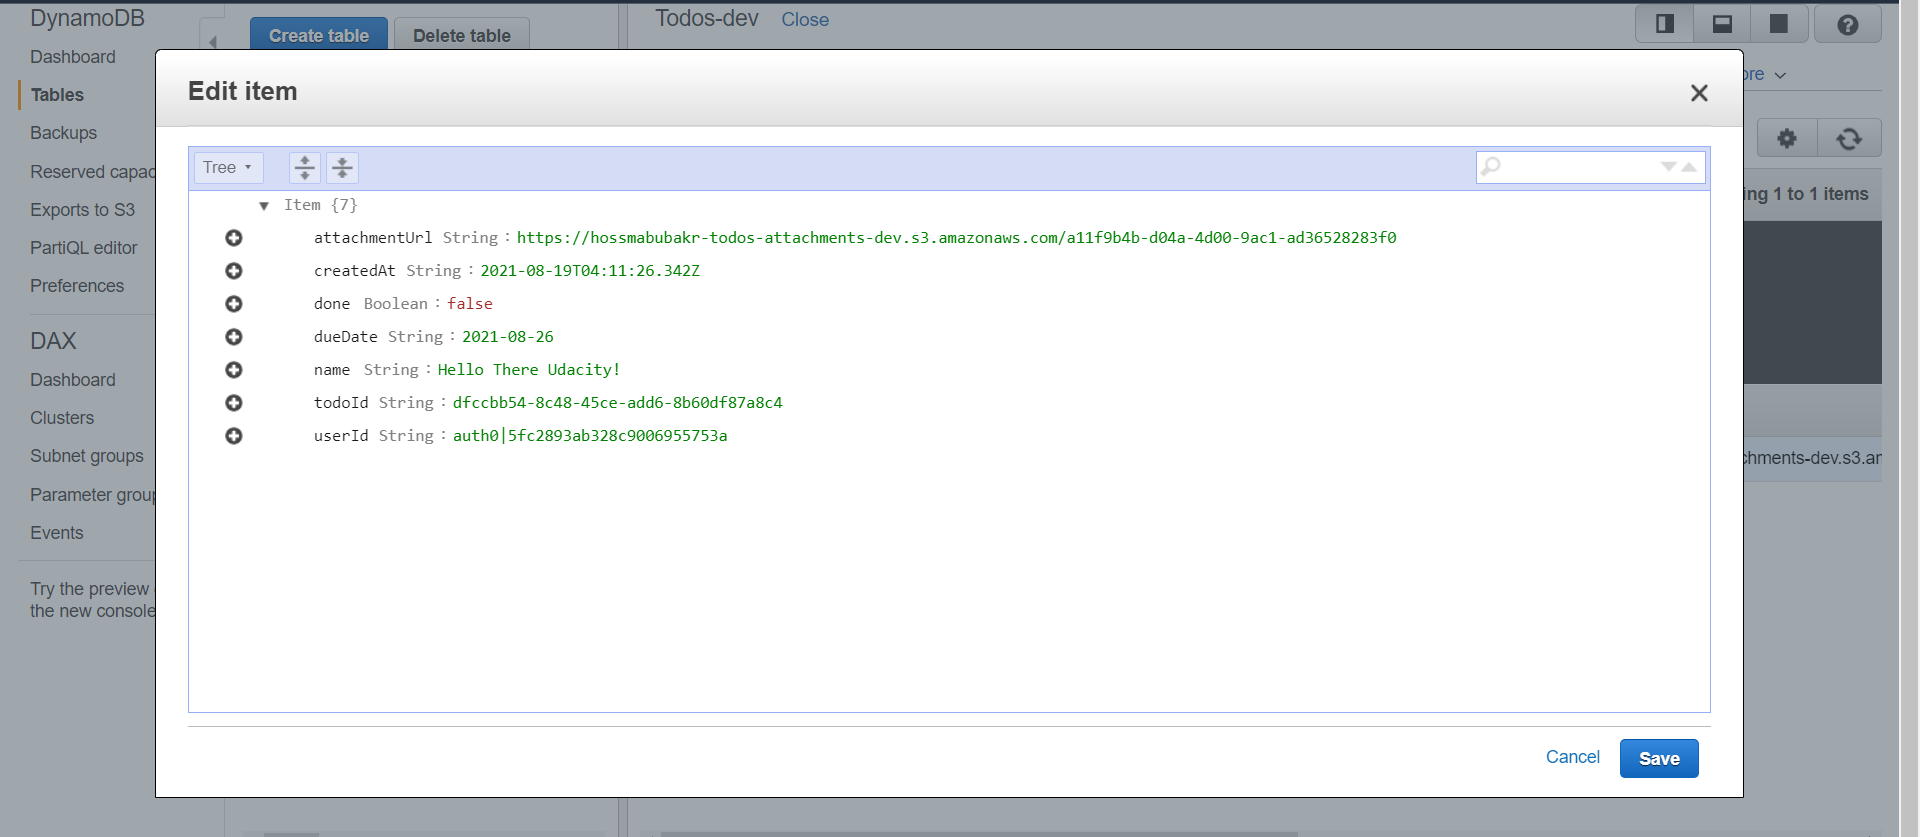 DynamoDB
Dashboard
Tables
Backups
Reserved capac
Exports to S3
PartiQL editor
Preferences
DAX
Dashboard
Clusters
Subnet groups
Parameter group
Events
Try the preview
the new console
Create table
Delete table
Todos-dev Close
ore
ing 1 to 1 items
chments-dev.s3.ar
Edit item
Tree
Item {7}
attachmentUrl String : https://hossmabubakr-todos-attachments-dev.s3.amazonaws.com/a11f9b4b-d04a-4d00-9ac1-ad36528283f0
createdAt String : 2021-08-19T04:11:26.342Z
done Boolean : false
dueDate String : 2021-08-26
name String : Hello There Udacity!
todoId String : dfccbb54-8c48-45ce-add6-8b60df87a8c4
userId String : auth0|5fc2893ab328c9006955753a
Cancel
Save